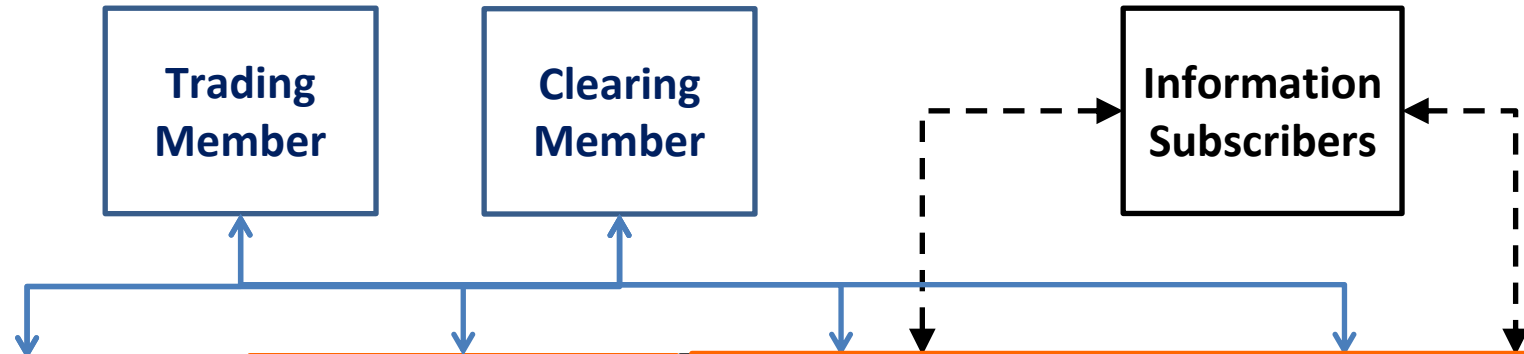 Trading
Member
Clearing
Member
Information
Subscribers